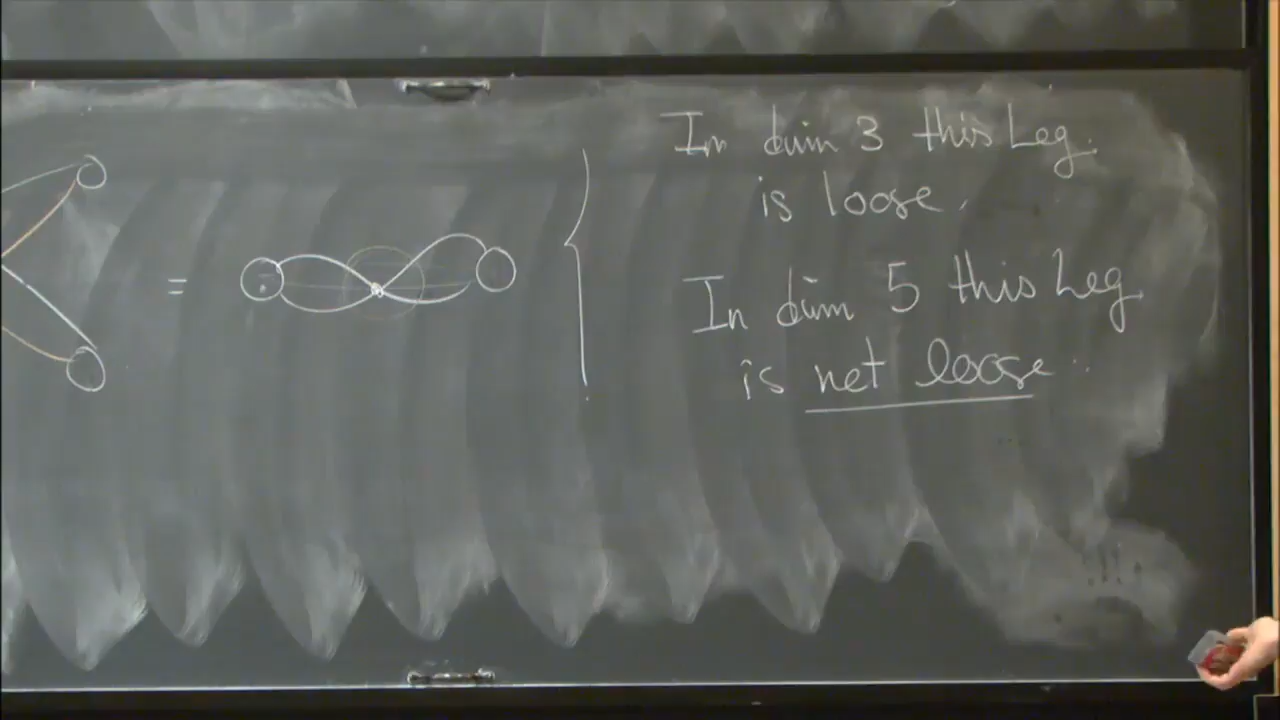 =
In dim 3 this Leg.
is loose.
In dim 5 this Leg
is not loose.